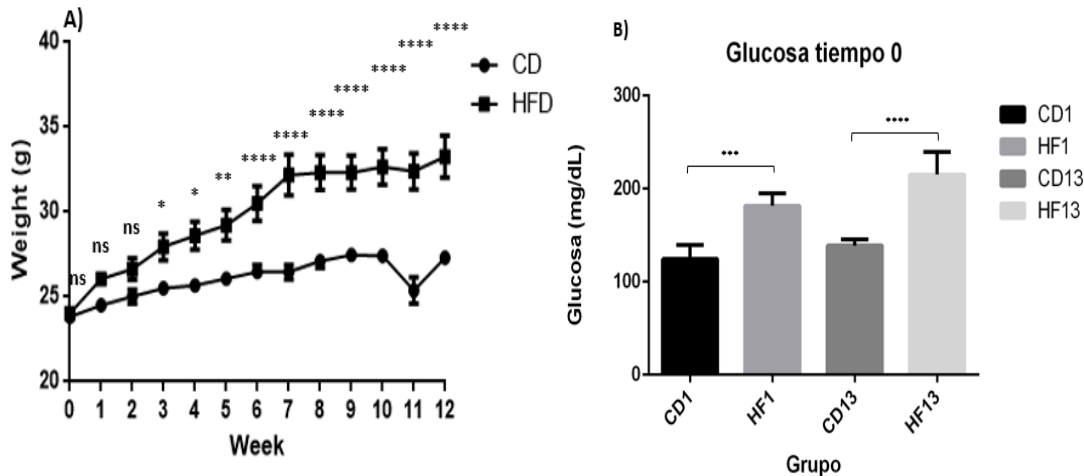 A)
40
35
30
25
20
Weight (g)
ns
ns
ns
*
*
**
****
****
****
****
****
****
****
CD
HFD
0 1 2 3 4 5 6 7 8 9 10 11 12
Week
B)
Glucosa tiempo 0
300
200
100
0
Glucosa (mg/dL)
***
****
CD1
HF1
CD13
HF13
CD1 HF1 CD13 HF13
Grupo